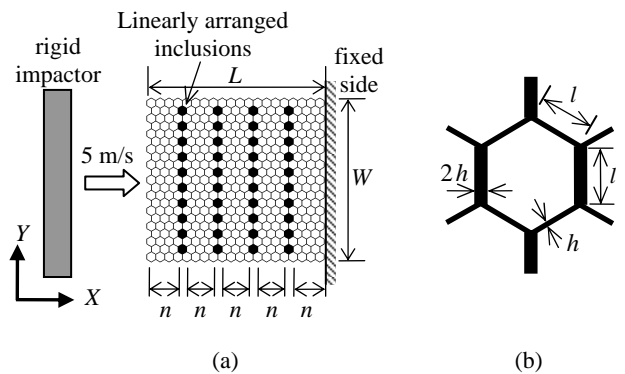 Linearly arranged
inclusions
rigid
impactor
fixed
side
L
5 m/s
W
Y
X
n n n n n
(a)
l
2h
l
h
(b)